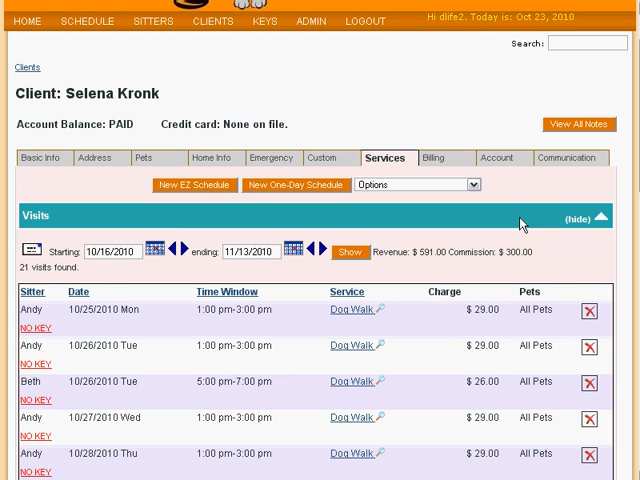 HOME SCHEDULE SITTERS CLIENTS KEYS ADMIN LOGOUT Hi dlife2. Today is: Oct 23, 2010
Search:
Clients
Client: Selena Kronk
Account Balance: PAID Credit card: None on file. View All Notes
Basic Info Address Pets Home Info Emergency Custom Services Billing Account Communication
New EZ Schedule New One-Day Schedule Options
Visits (hide)
Starting: 10/16/2010 ending: 11/13/2010 Show Revenue: $ 591.00 Commission: $ 300.00
21 visits found.
Sitter Date Time Window Service Charge Pets
Andy 10/25/2010 Mon 1:00 pm-3:00 pm Dog Walk $ 29.00 All Pets
NO KEY
Andy 10/26/2010 Tue 1:00 pm-3:00 pm Dog Walk $ 29.00 All Pets
NO KEY
Beth 10/26/2010 Tue 5:00 pm-7:00 pm Dog Walk $ 26.00 All Pets
NO KEY
Andy 10/27/2010 Wed 1:00 pm-3:00 pm Dog Walk $ 29.00 All Pets
NO KEY
Andy 10/28/2010 Thu 1:00 pm-3:00 pm Dog Walk $ 29.00 All Pets
NO KEY